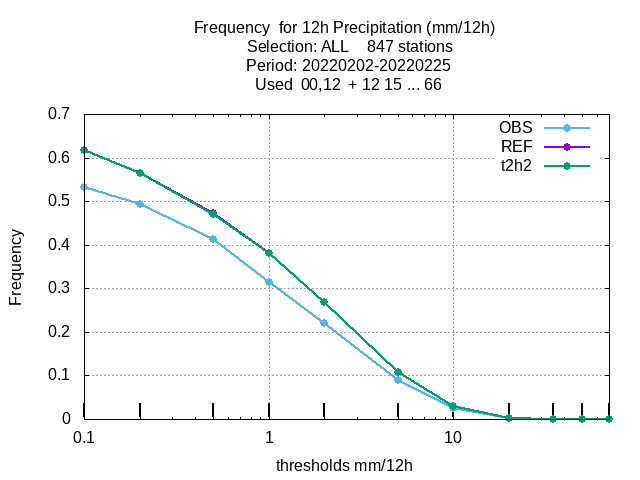 Frequency  for 12h Precipitation (mm/12h)
Selection: ALL    847 stations
Period: 20220202-20220225
Used  00,12  + 12 15 ... 66
0.7
OBS
REF
t2h2
0.6
0.5
0.4
0.3
0.2
0.1
0
Frequency
0.1
1
10
thresholds mm/12h